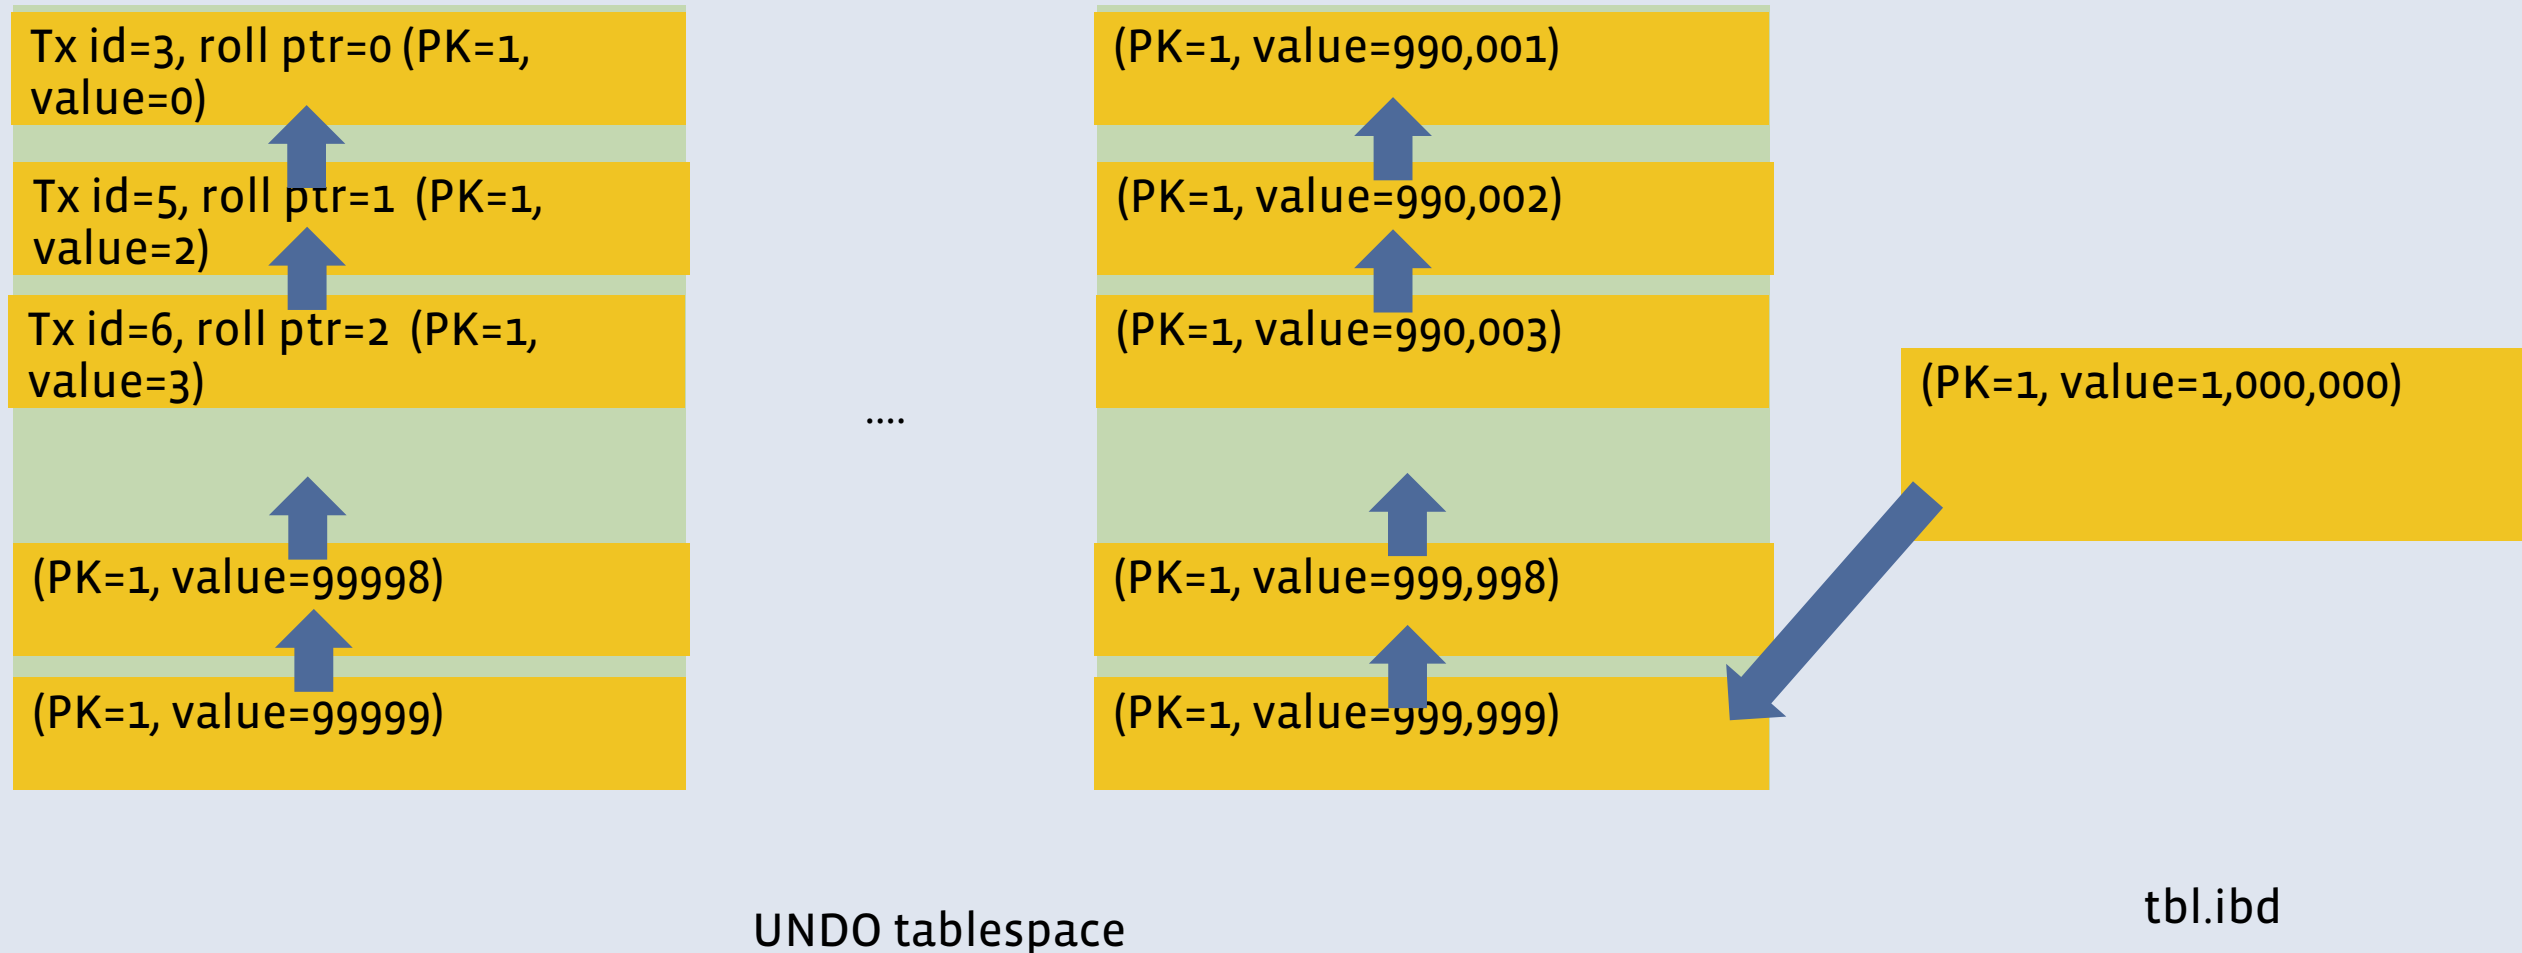 Tx id=3, roll ptr=0 (PK=1,
value=0)
Tx id=5, roll ptr=1 (PK=1,
value=2)
Tx id=6, roll ptr=2 (PK=1,
value=3)
(PK=1, value=99998)
(PK=1, value=99999)
....
(PK=1, value=990,001)
(PK=1, value=990,002)
(PK=1, value=990,003)
(PK=1, value=999,998)
(PK=1, value=999,999)
(PK=1, value=1,000,000)
UNDO tablespace
tbl.ibd